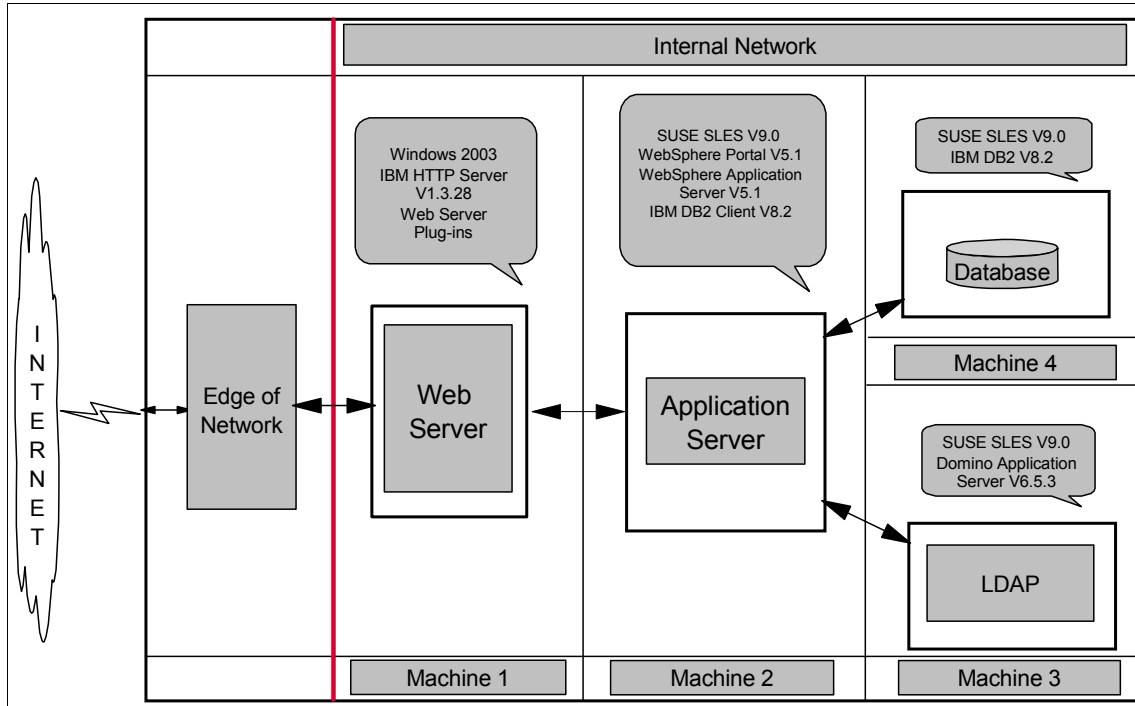 Internal Network
INTERNET
Edge of
Network
Windows 2003
IBM HTTP Server
V1.3.28
Web Server
Plug-ins
Web
Server
Machine 1
SUSE SLES V9.0
WebSphere Portal V5.1
WebSphere Application
Server V5.1
IBM DB2 Client V8.2
Application
Server
Machine 2
SUSE SLES V9.0
IBM DB2 V8.2
Database
Machine 4
SUSE SLES V9.0
Domino Application
Server V6.5.3
LDAP
Machine 3